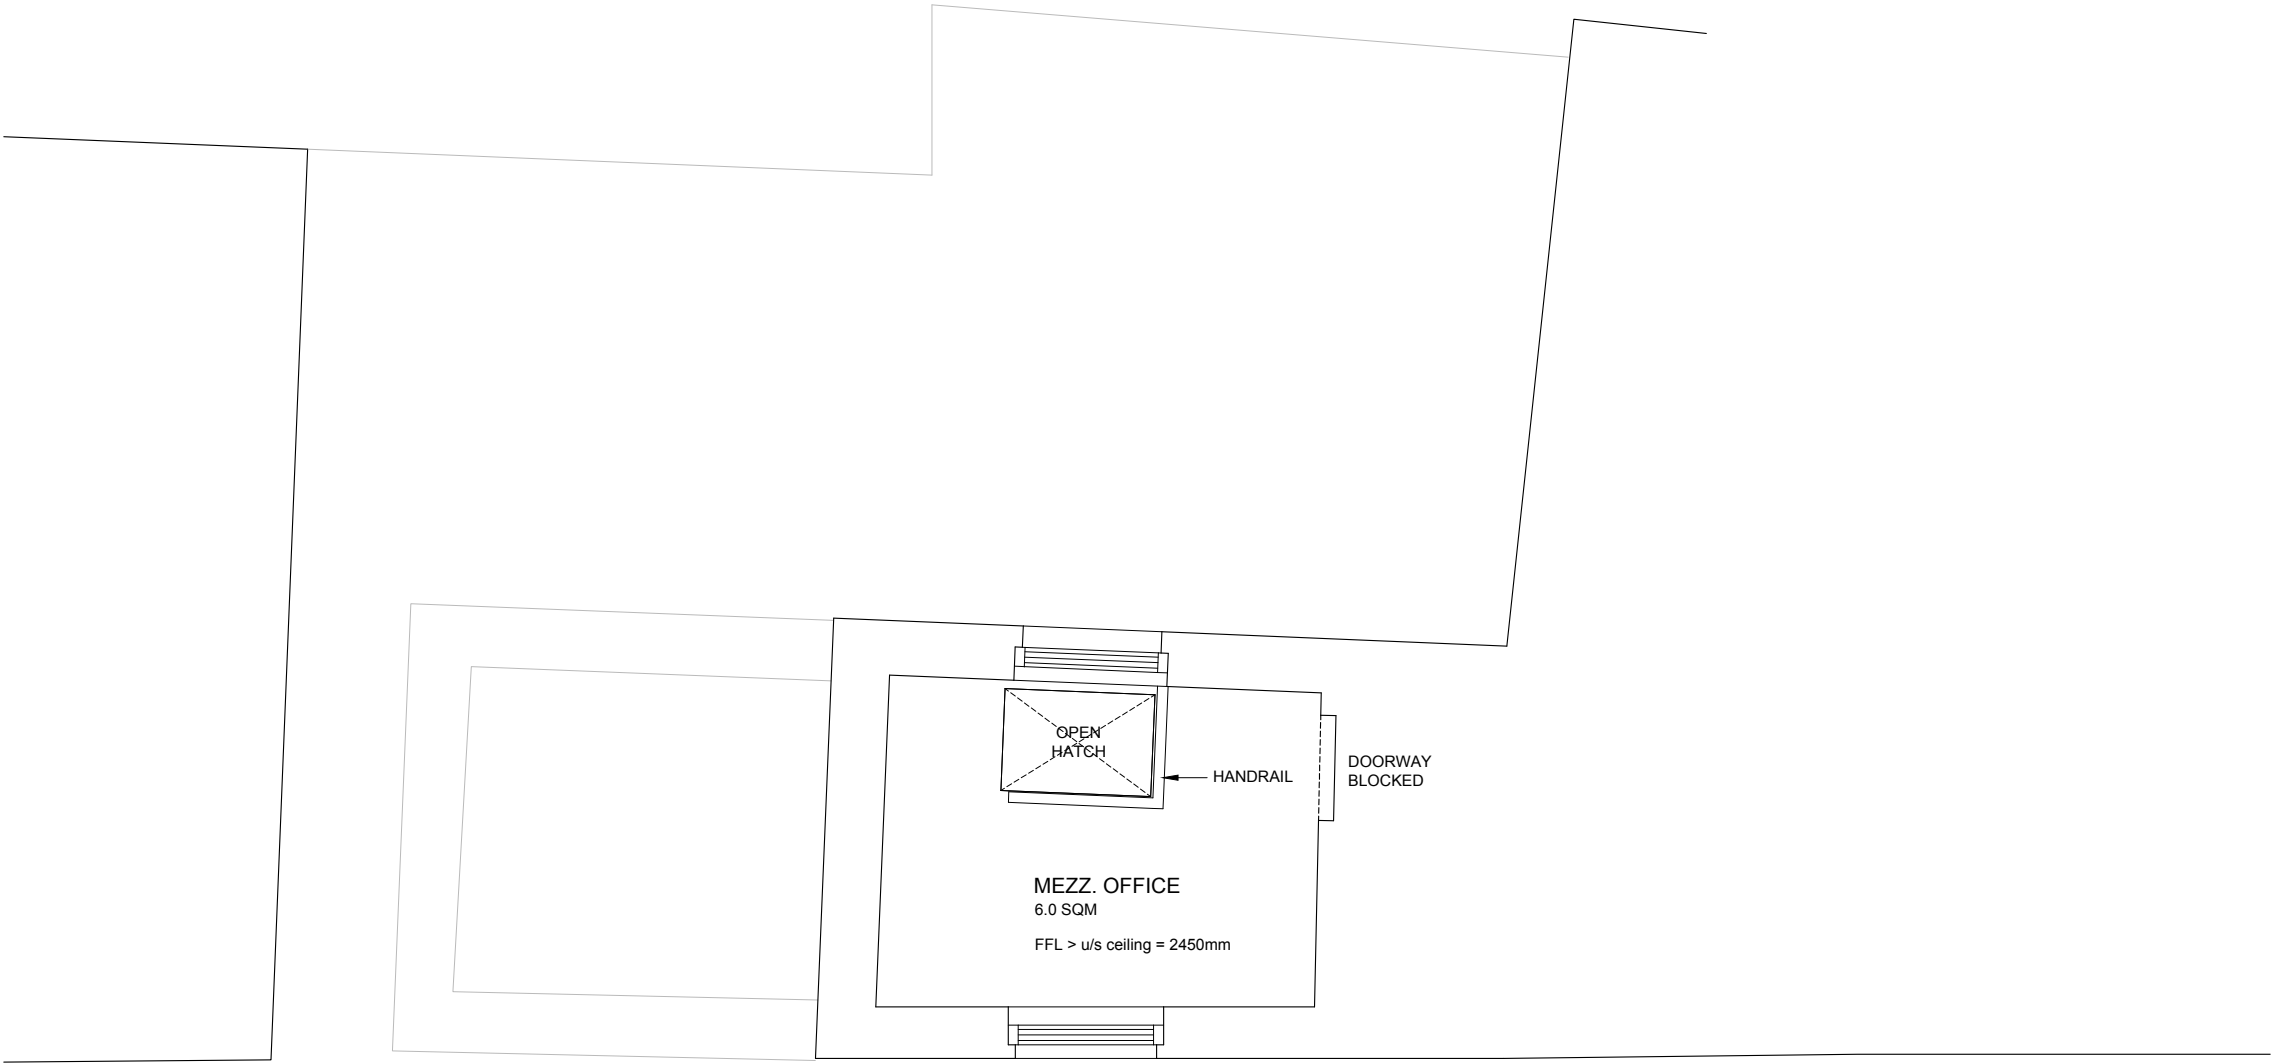 OPEN
HATCH
HANDRAIL
DOORWAY
BLOCKED
MEZZ. OFFICE
6.0 SQM
FFL > u/s ceiling = 2450mm